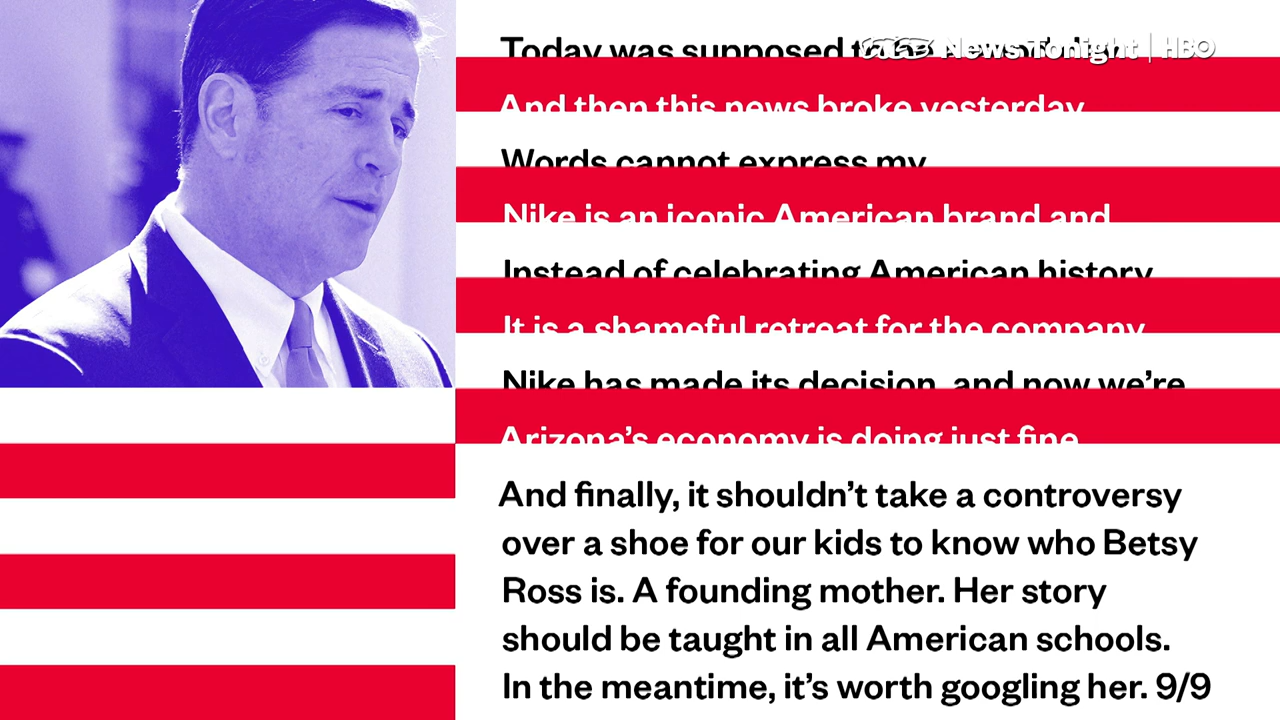 Today was supposed to
News Tonight | HBO
And then this news broke yesterday
Words cannot express my
Nike is an iconic American brand and
Instead of celebrating American history
It is a shameful retreat for the company
Nike has made its decision, and now we’re
Arizona’s economy is doing just fine
And finally, it shouldn’t take a controversy
over a shoe for our kids to know who Betsy
Ross is. A founding mother. Her story
should be taught in all American schools.
In the meantime, it’s worth googling her. 9/9